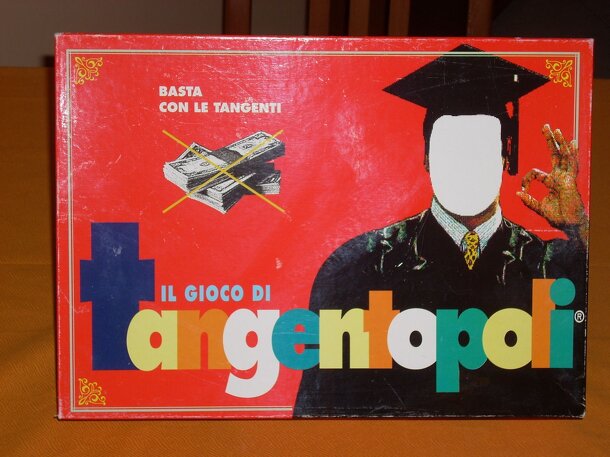 BASTA
CON LE TANGENTI
IL GIOCO DI
tangentopoli®